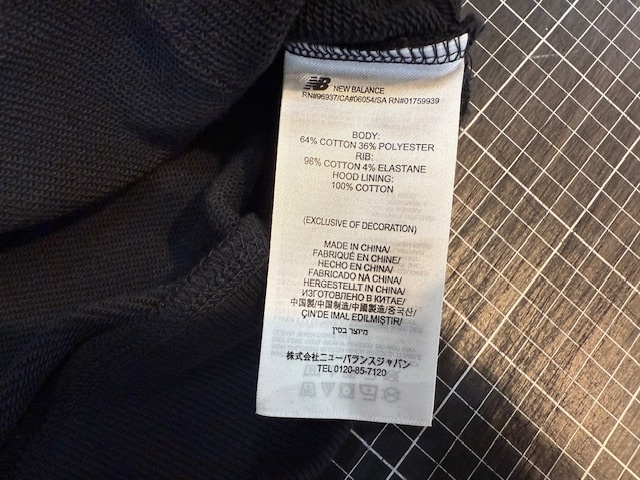 NB NEW BALANCE
RN#96937/CA#06054/SA RN#01759939
BODY:
64% COTTON 36% POLYESTER
RIB:
96% COTTON 4% ELASTANE
HOOD LINING:
100% COTTON
(EXCLUSIVE OF DECORATION)
MADE IN CHINA/
FABRIQUÉ EN CHINE/
HECHO EN CHINA/
FABRICADO NA CHINA/
HERGESTELLT IN CHINA/
ИЗГОТОВЛЕНО В КИТАЕ/
中国製/中国制造/中國製造/중국산/
ÇIN'DE IMAL EDILMIŞTIR/
מיוצר בסין
株式会社ニューバランスジャパン
TEL 0120-85-7120